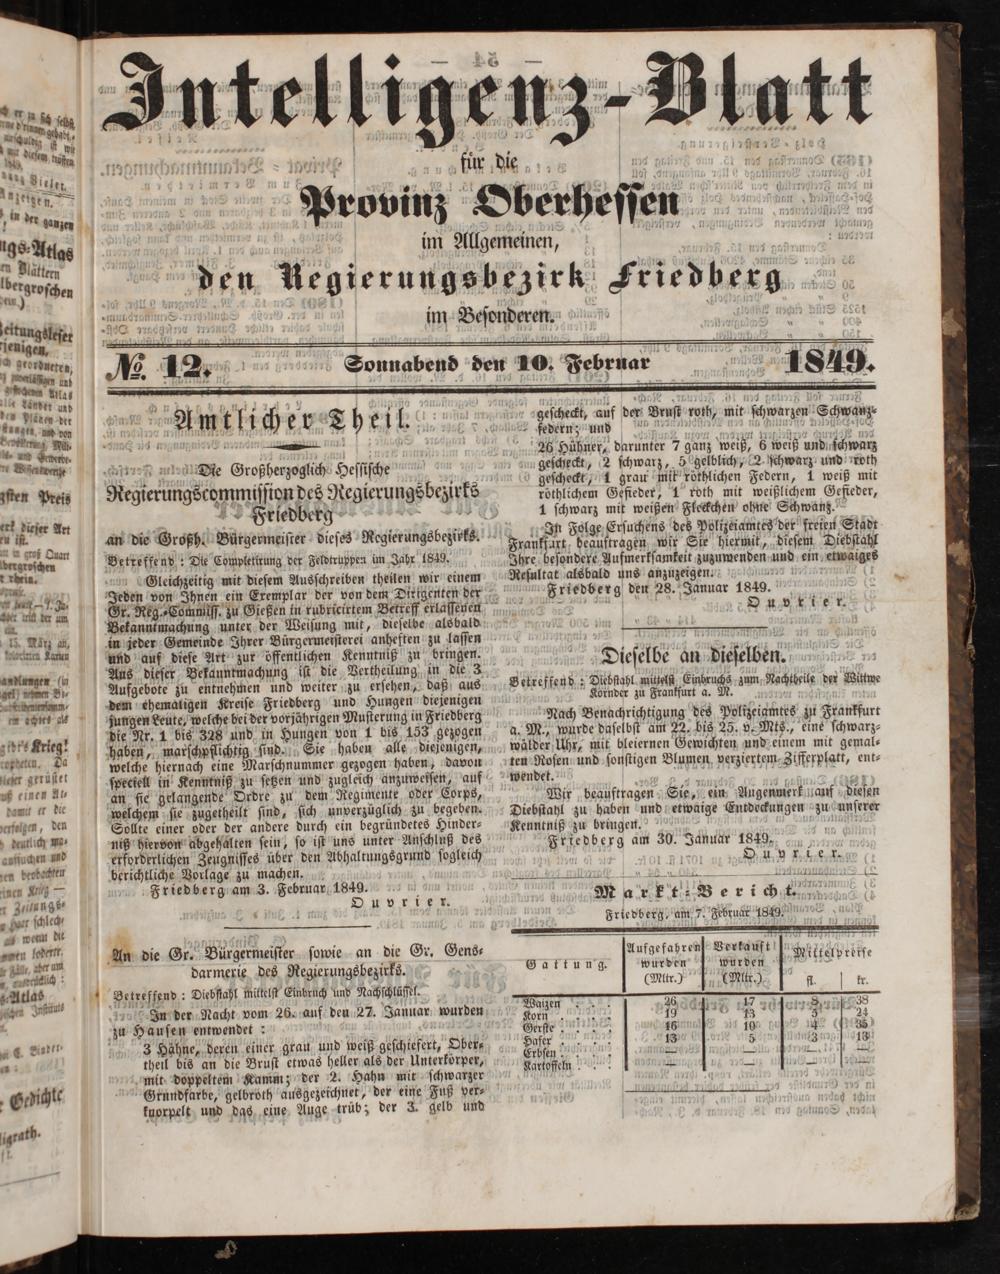 Intelligenz-Blatt
für die
Provinz Oberhessen
im Allgemeinen,
den Regierungsbezirk Friedberg
im Besonderen.
No. 12.
Sonnabend den 10. Februar
1849.
Amtlicher Theil.
Die Großherzoglich Hessische
Regierungscommission des Regierungsbezirks
Friedberg
an die Großh. Bürgermeister dieses Regierungsbezirks.
Betreffend: Die Completirung der Feldtruppen im Jahr 1849.
Gleichzeitig mit diesem Ausschreiben theilen wir einem
Jeden von Ihnen ein Exemplar der von dem Dirigenten der
Gr. Reg.-Commiss. zu Gießen in rubricirtem Betreff erlassenen
Bekanntmachung unter der Weisung mit, dieselbe alsbald
in jeder Gemeinde Ihrer Bürgermeisterei anheften zu lassen
und auf diese Art zur öffentlichen Kenntniß zu bringen.
Aus dieser Bekanntmachung ist die Vertheilung in die 3
Aufgebote zu entnehmen und weiter zu ersehen, daß aus
dem ehemaligen Kreise Friedberg und Hungen diejenigen
jungen Leute, welche bei der vorjährigen Musterung in Friedberg
die Nr. 1 bis 328 und in Hungen von 1 bis 153 gezogen
haben, marschpflichtig sind. Sie haben alle diejenigen,
welche hiernach eine Marschnummer gezogen haben, davon
speciell in Kenntniß zu setzen und zugleich anzuweisen, auf
an sie gelangende Ordre zu dem Regimente oder Corps,
welchem sie zugetheilt sind, sich unverzüglich zu begeben.
Sollte einer oder der andere durch ein begründetes Hinder-
niß hiervon abgehalten sein, so ist uns unter Anschluß des
erforderlichen Zeugnisses über den Abhaltungsgrund sogleich
berichtliche Vorlage zu machen.
Friedberg am 3. Februar 1849.
Ouvrier.
An die Gr. Bürgermeister sowie an die Gr. Gens-
darmerie des Regierungsbezirks.
Betreffend: Diebstahl mittelst Einbruch und Nachschlüssel.
In der Nacht vom 26. auf den 27. Januar wurden
zu Hausen entwendet:
3 Hähne, deren einer grau und weiß geschiefert, Ober-
theil bis an die Brust etwas heller als der Unterkörper,
mit doppeltem Kamm; der 2. Hahn mit schwarzer
Grundfarbe, gelbroth ausgezeichnet, der eine Fuß ver-
knorpelt und das eine Auge trüb; der 3. gelb und
gescheckt, auf der Brust roth, mit schwarzen Schwanz-
federn; und
26 Hühner, darunter 7 ganz weiß, 6 weiß und schwarz
gescheckt, 2 schwarz, 5 gelblich, 2 schwarz und roth
gescheckt, 1 grau mit röthlichen Federn, 1 weiß mit
röthlichem Gefieder, 1 roth mit weißlichem Gefieder,
1 schwarz mit weißen Fleckchen ohne Schwanz.
In Folge Ersuchens des Polizeiamtes der freien Stadt
Frankfurt beauftragen wir Sie hiermit, diesem Diebstahl
Ihre besondere Aufmerksamkeit zuzuwenden und ein etwaiges
Resultat alsbald uns anzuzeigen.
Friedberg den 28. Januar 1849.
Ouvrier.
Dieselbe an dieselben.
Betreffend: Diebstahl mittelst Einbruchs zum Nachtheile der Wittwe
Körnder zu Frankfurt a. M.
Nach Benachrichtigung des Polizeiamtes zu Frankfurt
a. M., wurde daselbst am 22. bis 25. v. Mts., eine schwarz-
wälder Uhr, mit bleiernen Gewichten und einem mit gemal-
ten Rosen und sonstigen Blumen verziertem Zifferplatt, ent-
wendet.
Wir beauftragen Sie, ein Augenmerk auf diesen
Diebstahl zu haben und etwaige Entdeckungen zu unserer
Kenntniß zu bringen.
Friedberg am 30. Januar 1849.
Ouvrier.
Markt-Bericht.
Friedberg, am 7. Februar 1849.
Gattung. Aufgefahren wurden (Mltr.) Verkauft wurden (Mltr.) Mittelpreise fl. kr.
Waizen . . . 26 17 8 38
Korn . . . 19 13 5 24
Gerste . . . 16 10 4 35
Hafer . . . 13 5 3 13
Erbsen . . . — — — —
Kartoffeln . . — — — —